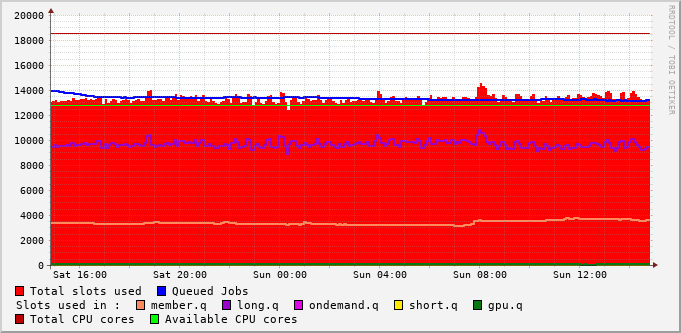 RRDTOOL / TOBI OETIKER
20000
18000
16000
14000
12000
10000
8000
6000
4000
2000
0
Sat 16:00 Sat 20:00 Sun 00:00 Sun 04:00 Sun 08:00 Sun 12:00
Total slots used Queued Jobs
Slots used in : member.q long.q ondemand.q short.q gpu.q
Total CPU cores Available CPU cores